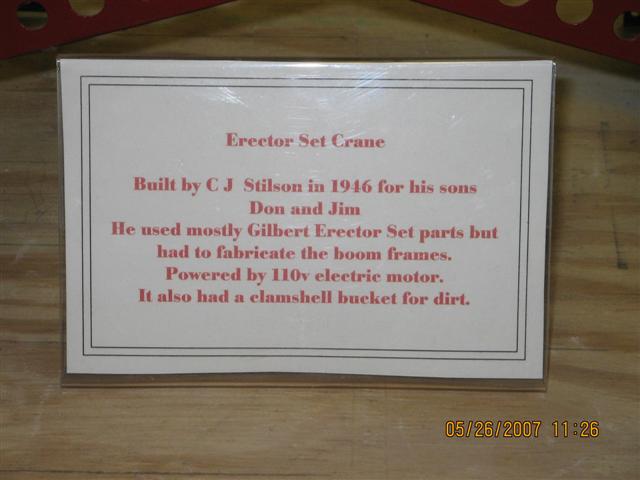 Erector Set Crane
Built by C J Stilson in 1946 for his sons
Don and Jim
He used mostly Gilbert Erector Set parts but
had to fabricate the boom frames.
Powered by 110v electric motor.
It also had a clamshell bucket for dirt.
05/26/2007 11:26